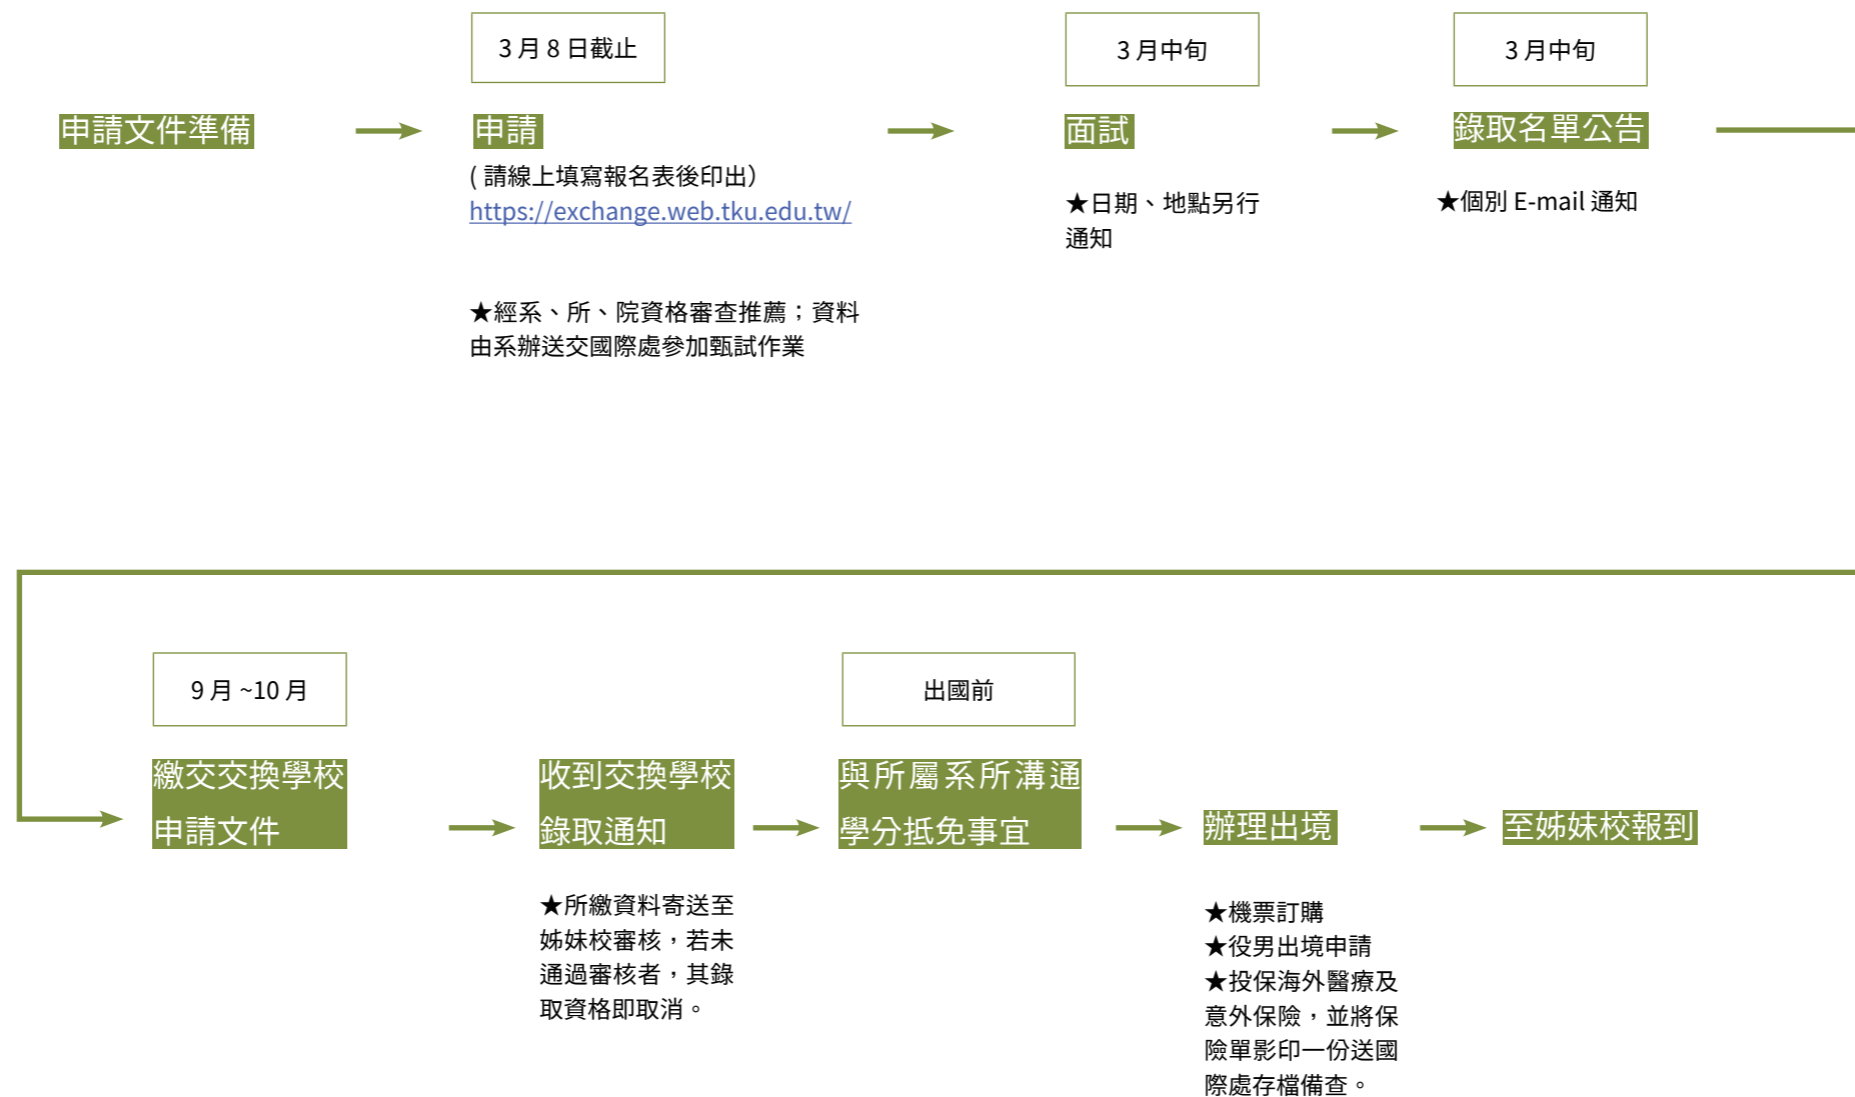 3 月 8 日截止
3 月中旬
3 月中旬
申請文件準備
申請
面試
錄取名單公告
( 請線上填寫報名表後印出）
https://exchange.web.tku.edu.tw/
★經系、所、院資格審查推薦；資料
由系辦送交國際處參加甄試作業
★日期、地點另行
通知
★個別 E-mail 通知
9 月 ~10 月
出國前
繳交交換學校
申請文件
收到交換學校
錄取通知
與所屬系所溝通
學分抵免事宜
辦理出境
至姊妹校報到
★所繳資料寄送至
姊妹校審核，若未
通過審核者，其錄
取資格即取消。
★機票訂購
★役男出境申請
★投保海外醫療及
意外保險，並將保
險單影印一份送國
際處存檔備查。